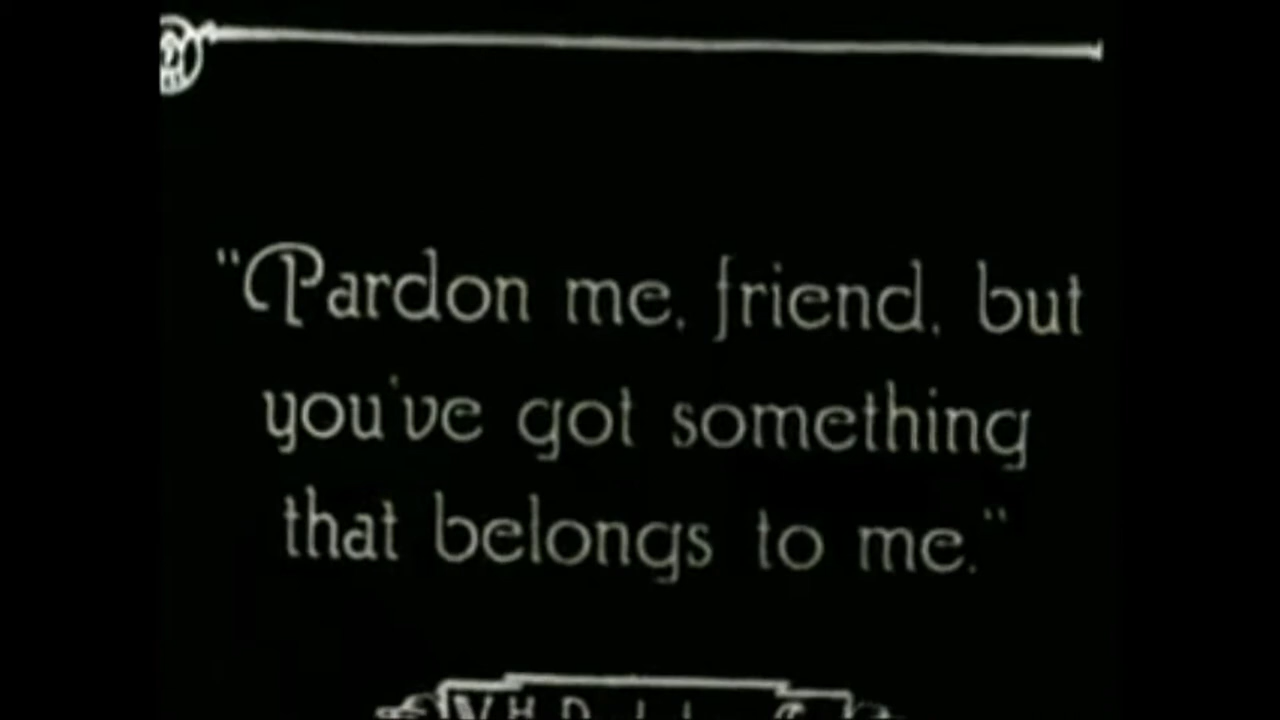 "Pardon me, friend, but
you've got something
that belongs to me."